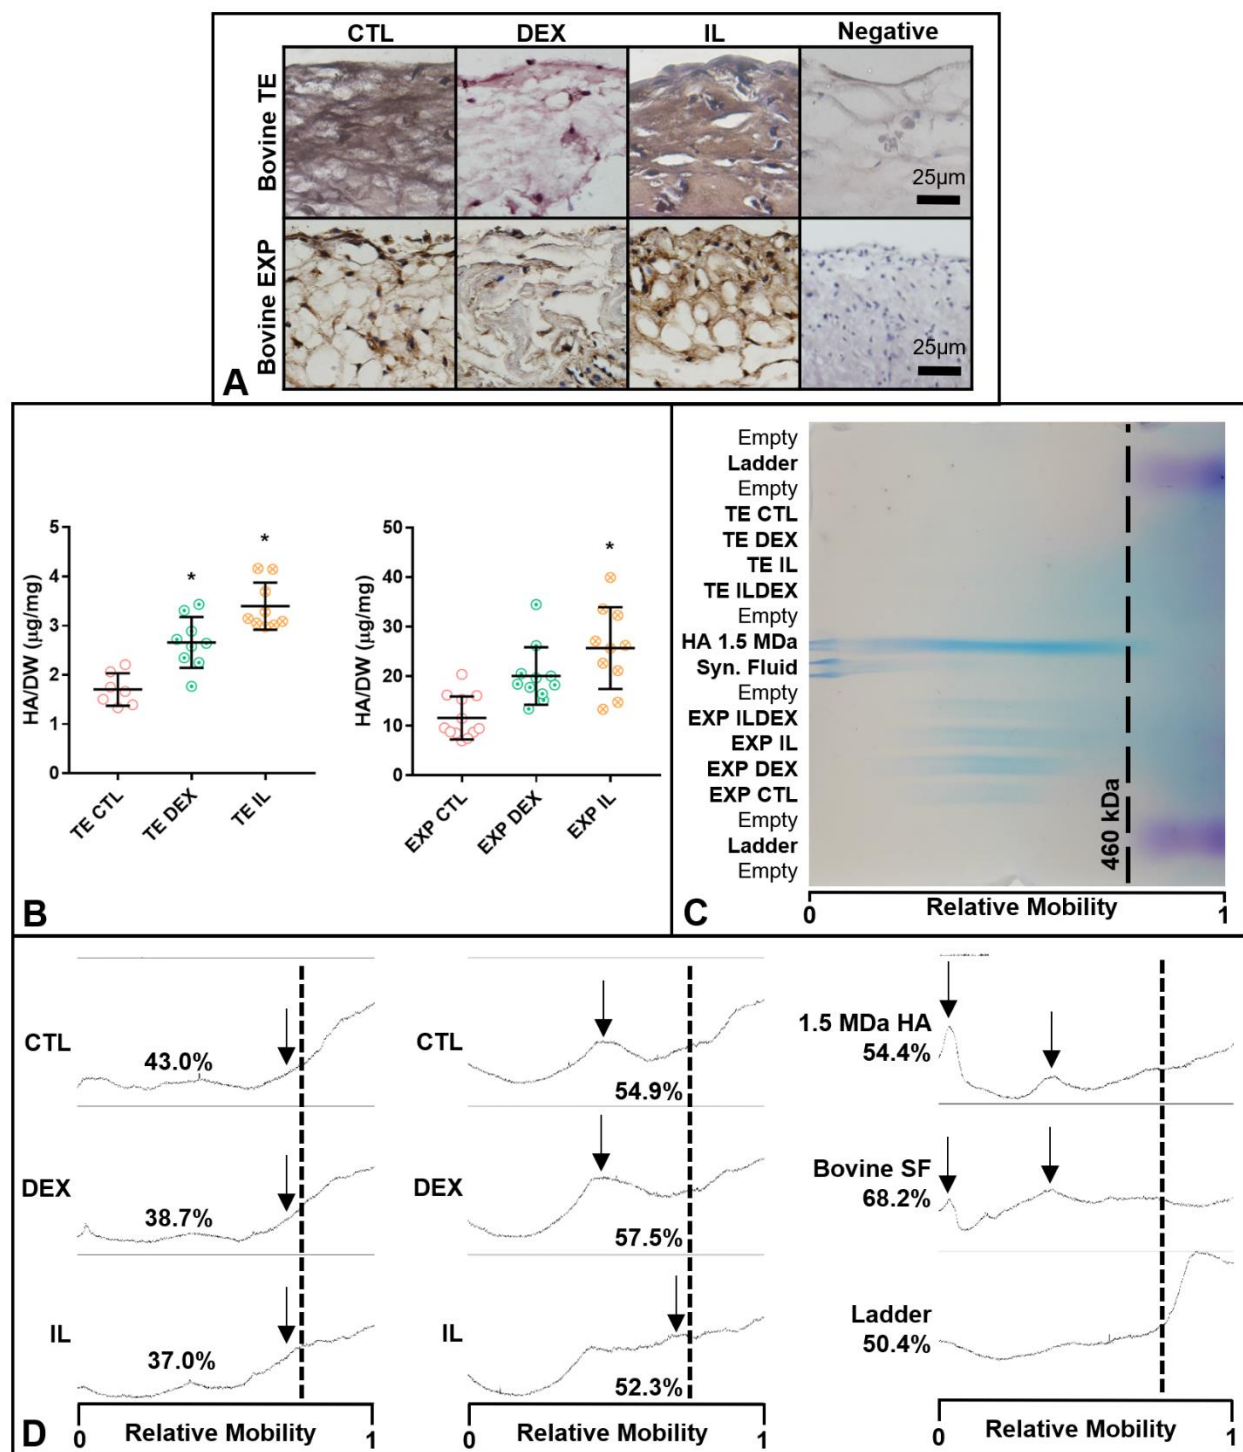 CTL DEX IL Negative
Bovine TE
25µm
Bovine EXP
25µm
A
HA/DW (µg/mg)
5
4
3
2
1
0
*
*
TE CTL
TE DEX
TE IL
HA/DW (µg/mg)
50
40
30
20
10
0
*
EXP CTL
EXP DEX
EXP IL
B
Empty
Ladder
Empty
TE CTL
TE DEX
TE IL
TE ILDEX
Empty
HA 1.5 MDa
Syn. Fluid
Empty
EXP ILDEX
EXP IL
EXP DEX
EXP CTL
Empty
Ladder
Empty
460 kDa
0 Relative Mobility 1
C
CTL
43.0%
DEX
38.7%
IL
37.0%
0 Relative Mobility 1
CTL
54.9%
DEX
57.5%
IL
52.3%
0 Relative Mobility 1
1.5 MDa HA
54.4%
Bovine SF
68.2%
Ladder
50.4%
0 Relative Mobility 1
D